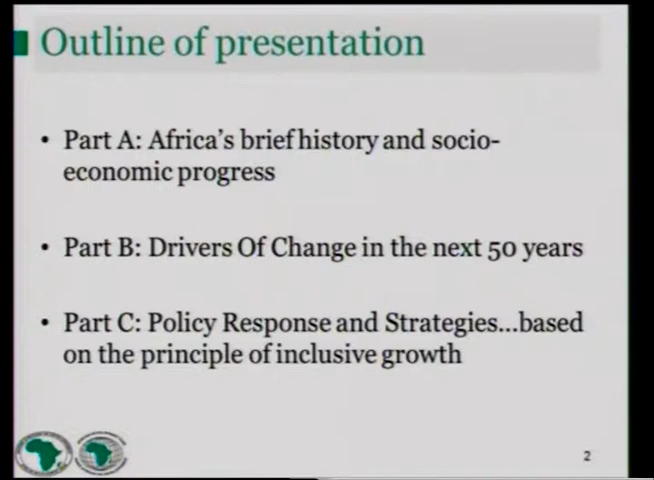 Outline of presentation
• Part A: Africa's brief history and socio-
economic progress
• Part B: Drivers Of Change in the next 50 years
• Part C: Policy Response and Strategies...based
on the principle of inclusive growth
2